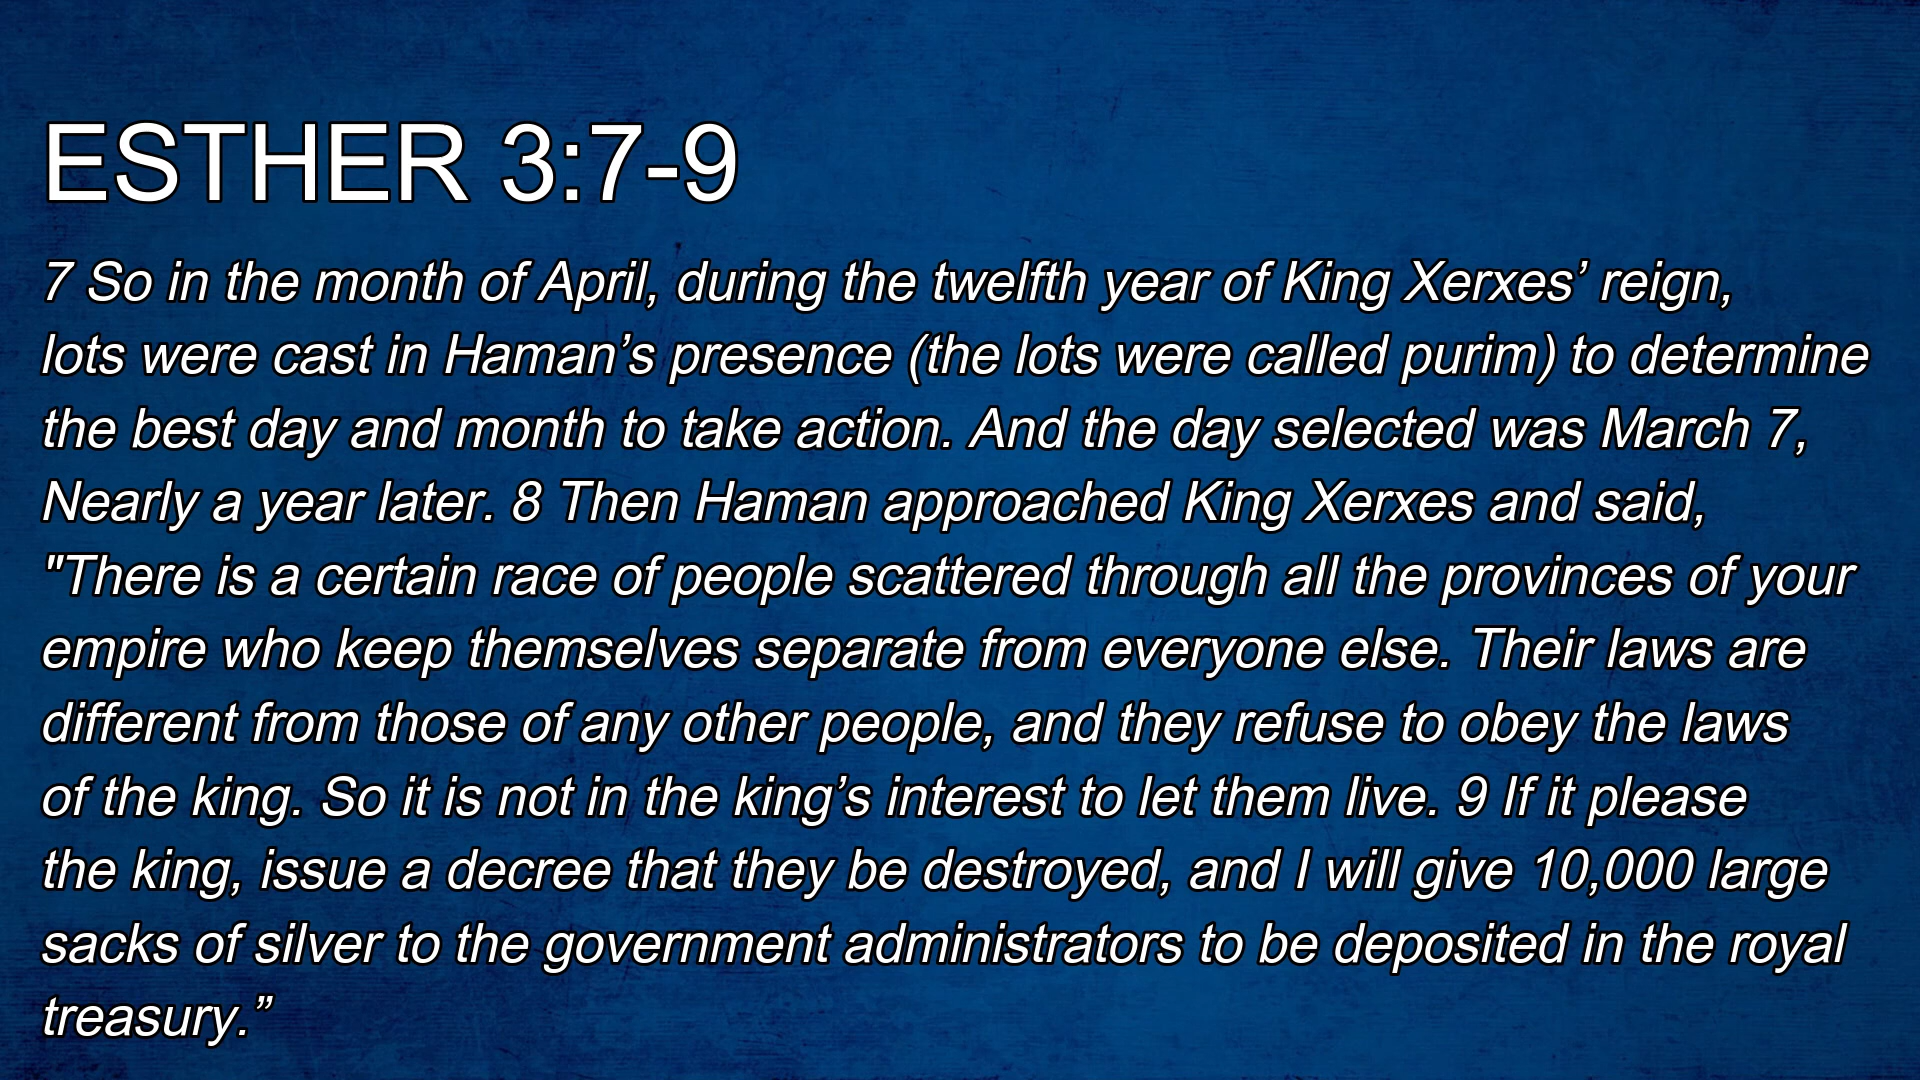 ESTHER 3:7-9
7 So in the month of April, during the twelfth year of King Xerxes’ reign,
lots were cast in Haman’s presence (the lots were called purim) to determine
the best day and month to take action. And the day selected was March 7,
Nearly a year later. 8 Then Haman approached King Xerxes and said,
"There is a certain race of people scattered through all the provinces of your
empire who keep themselves separate from everyone else. Their laws are
different from those of any other people, and they refuse to obey the laws
of the king. So it is not in the king’s interest to let them live. 9 If it please
the king, issue a decree that they be destroyed, and I will give 10,000 large
sacks of silver to the government administrators to be deposited in the royal
treasury.”